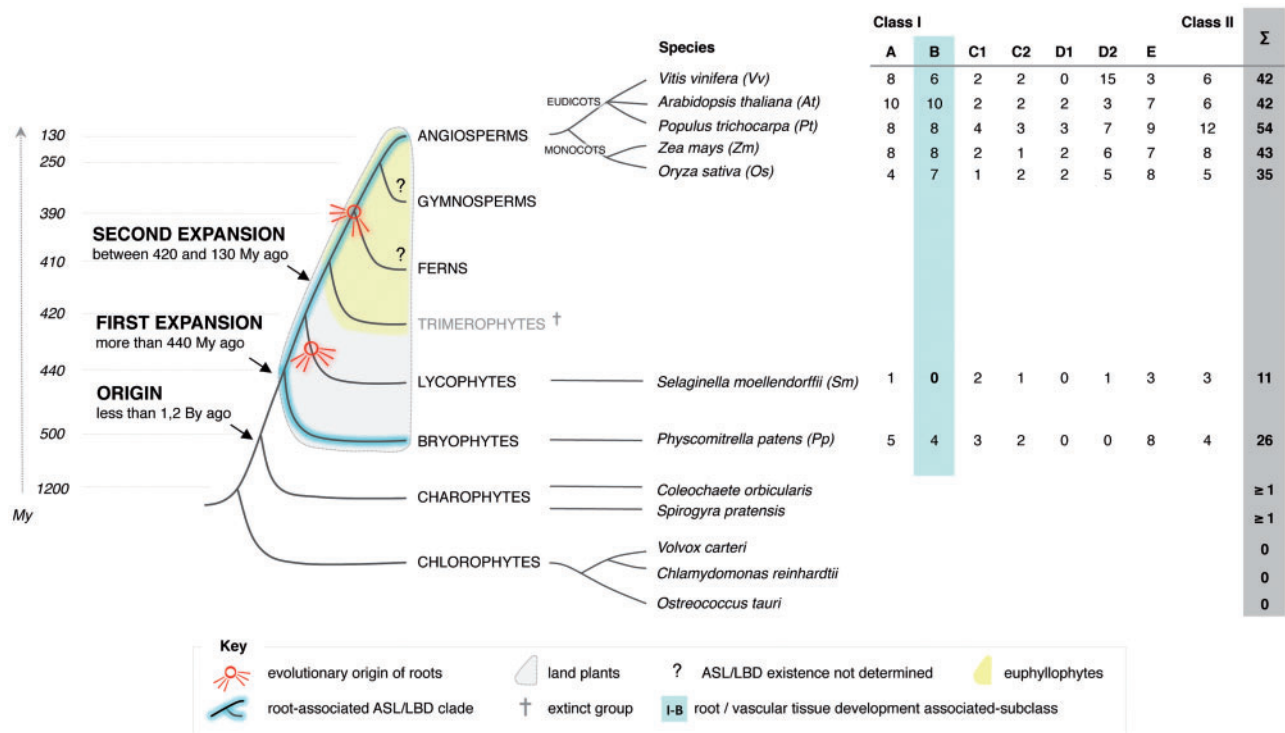 Class I Class II Σ
Species A B C1 C2 D1 D2 E
Vitis vinifera (Vv) 8 6 2 2 0 15 3 6 42
EUDICOTS Arabidopsis thaliana (At) 10 10 2 2 2 3 7 6 42
Populus trichocarpa (Pt) 8 8 4 3 3 7 9 12 54
130 ANGIOSPERMS
MONOCOTS Zea mays (Zm) 8 8 2 1 2 6 7 8 43
250 Oryza sativa (Os) 4 7 1 2 2 5 8 5 35
?
390 GYMNOSPERMS
SECOND EXPANSION
between 420 and 130 My ago
?
410 FERNS
420 TRIMEROPHYTES †
FIRST EXPANSION
more than 440 My ago
440 LYCOPHYTES Selaginella moellendorffii (Sm) 1 0 2 1 0 1 3 3 11
ORIGIN
less than 1,2 By ago
500 BRYOPHYTES Physcomitrella patens (Pp) 5 4 3 2 0 0 8 4 26
1200 CHAROPHYTES Coleochaete orbicularis ≥ 1
My Spirogyra pratensis ≥ 1
Volvox carteri 0
CHLOROPHYTES Chlamydomonas reinhardtii 0
Ostreococcus tauri 0
Key
evolutionary origin of roots land plants ? ASL/LBD existence not determined euphyllophytes
root-associated ASL/LBD clade † extinct group I-B root / vascular tissue development associated-subclass